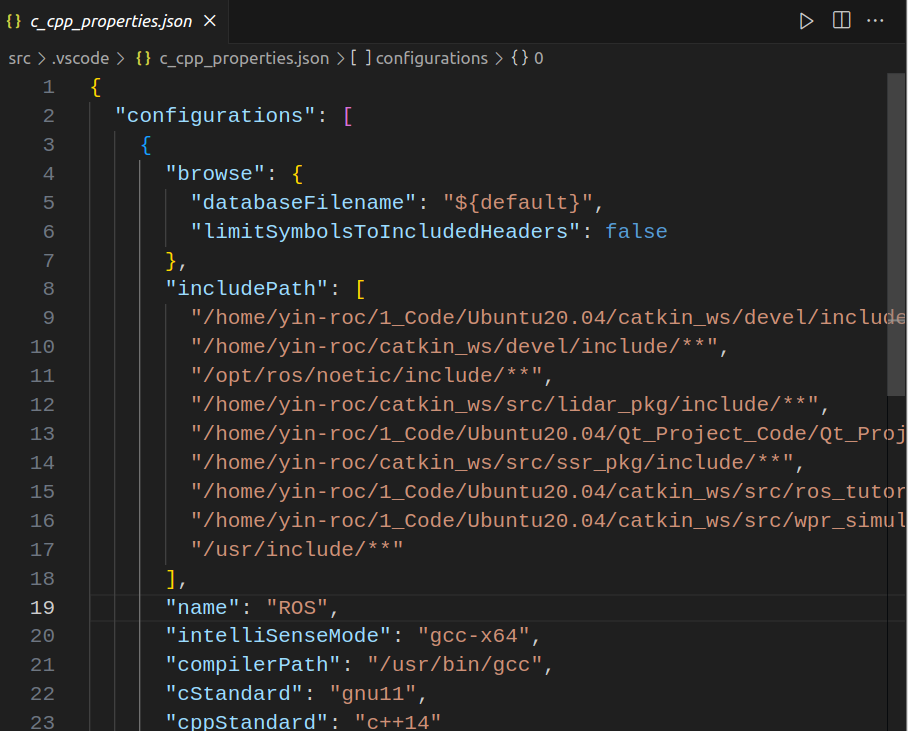 {} c_cpp_properties.json ×
src > .vscode > {} c_cpp_properties.json > [ ] configurations > {} 0
1 {
2 "configurations": [
3 {
4 "browse": {
5 "databaseFilename": "${default}",
6 "limitSymbolsToIncludedHeaders": false
7 },
8 "includePath": [
9 "/home/yin-roc/1_Code/Ubuntu20.04/catkin_ws/devel/include
10 "/home/yin-roc/catkin_ws/devel/include/**",
11 "/opt/ros/noetic/include/**",
12 "/home/yin-roc/catkin_ws/src/lidar_pkg/include/**",
13 "/home/yin-roc/1_Code/Ubuntu20.04/Qt_Project_Code/Qt_Proj
14 "/home/yin-roc/catkin_ws/src/ssr_pkg/include/**",
15 "/home/yin-roc/1_Code/Ubuntu20.04/catkin_ws/src/ros_tutor
16 "/home/yin-roc/1_Code/Ubuntu20.04/catkin_ws/src/wpr_simul
17 "/usr/include/**"
18 ],
19 "name": "ROS",
20 "intelliSenseMode": "gcc-x64",
21 "compilerPath": "/usr/bin/gcc",
22 "cStandard": "gnu11",
23 "cppStandard": "c++14"